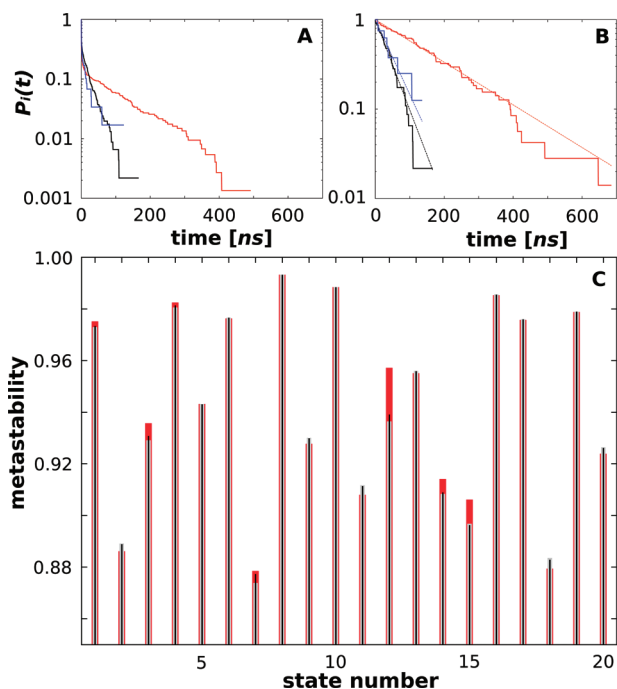 1
A
0.1
0.01
0.001
Pi(t)
0 200 400 600
time [ns]
1
B
0.1
0.01
0 200 400 600
time [ns]
1.00
C
0.96
0.92
0.88
metastability
5 10 15 20
state number